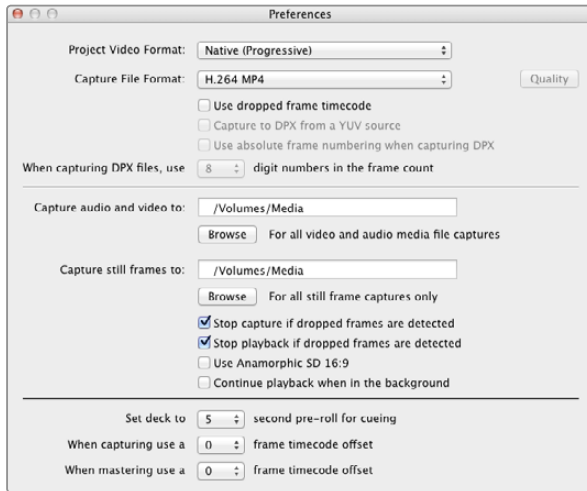 Preferences
Project Video Format: Native (Progressive)
Capture File Format: H.264 MP4 Quality
Use dropped frame timecode
Capture to DPX from a YUV source
Use absolute frame numbering when capturing DPX
When capturing DPX files, use 8 digit numbers in the frame count
Capture audio and video to: /Volumes/Media
Browse For all video and audio media file captures
Capture still frames to: /Volumes/Media
Browse For all still frame captures only
Stop capture if dropped frames are detected
Stop playback if dropped frames are detected
Use Anamorphic SD 16:9
Continue playback when in the background
Set deck to 5 second pre-roll for cueing
When capturing use a 0 frame timecode offset
When mastering use a 0 frame timecode offset